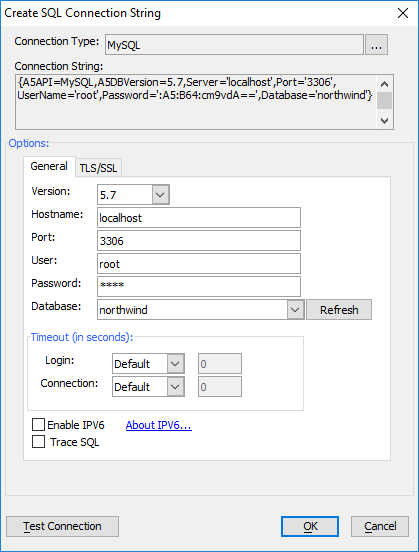 Create SQL Connection String
Connection Type: MySQL ...
Connection String:
{A5API=MySQL,A5DBVersion=5.7,Server='localhost',Port='3306',
UserName='root',Password=':A5:B64:cm9vdA==',Database='northwind'}
Options:
General TLS/SSL
Version: 5.7
Hostname: localhost
Port: 3306
User: root
Password: ****
Database: northwind Refresh
Timeout (in seconds):
Login: Default 0
Connection: Default 0
Enable IPV6 About IPV6...
Trace SQL
Test Connection OK Cancel